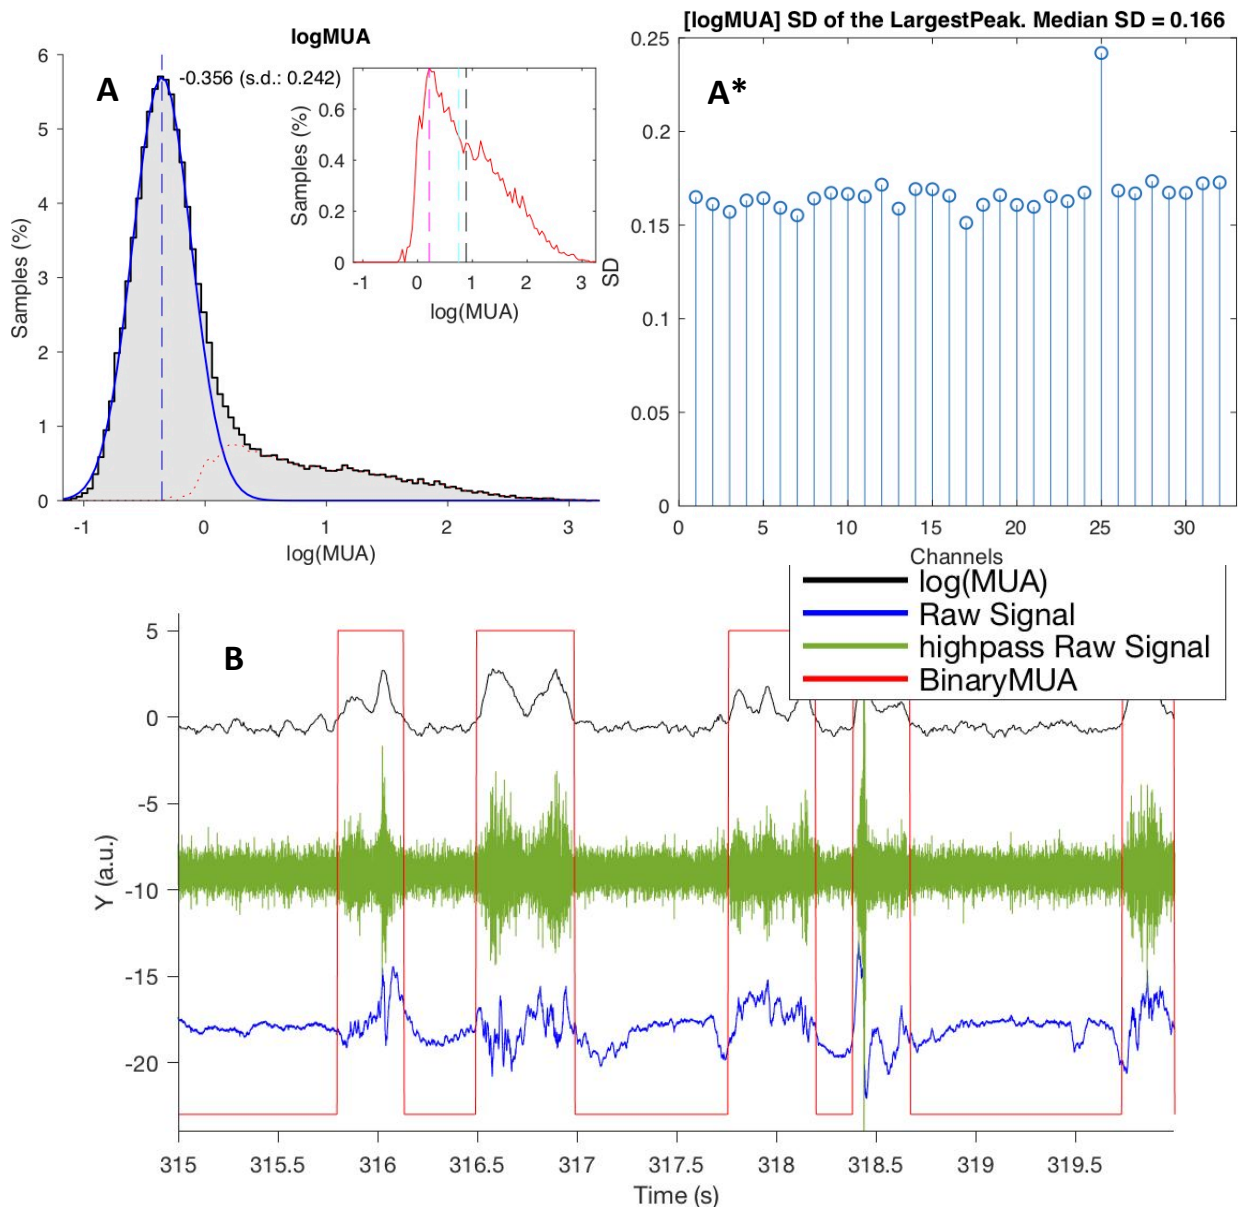 logMUA
A
-0.356 (s.d.: 0.242)
6
5
4
3
2
1
0
Samples (%)
-1 0 1 2 3
log(MUA)
0.6
0.4
0.2
0
Samples (%)
-1 0 1 2 3
log(MUA)
[logMUA] SD of the LargestPeak. Median SD = 0.166
A*
0.25
0.2
0.15
0.1
0.05
0
SD
0 5 10 15 20 25 30
Channels
log(MUA)
Raw Signal
highpass Raw Signal
BinaryMUA
B
5
0
-5
-10
-15
-20
Y (a.u.)
315 315.5 316 316.5 317 317.5 318 318.5 319 319.5
Time (s)